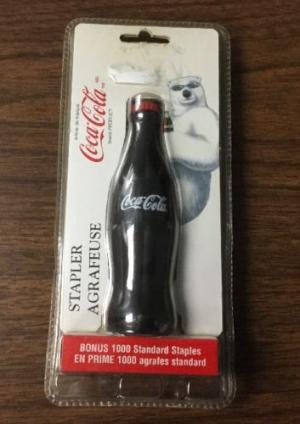 Coca-Cola
STAPLER
AGRAFEUSE
Coca-Cola
BONUS 1000 Standard Staples
EN PRIME 1000 agrafes standard